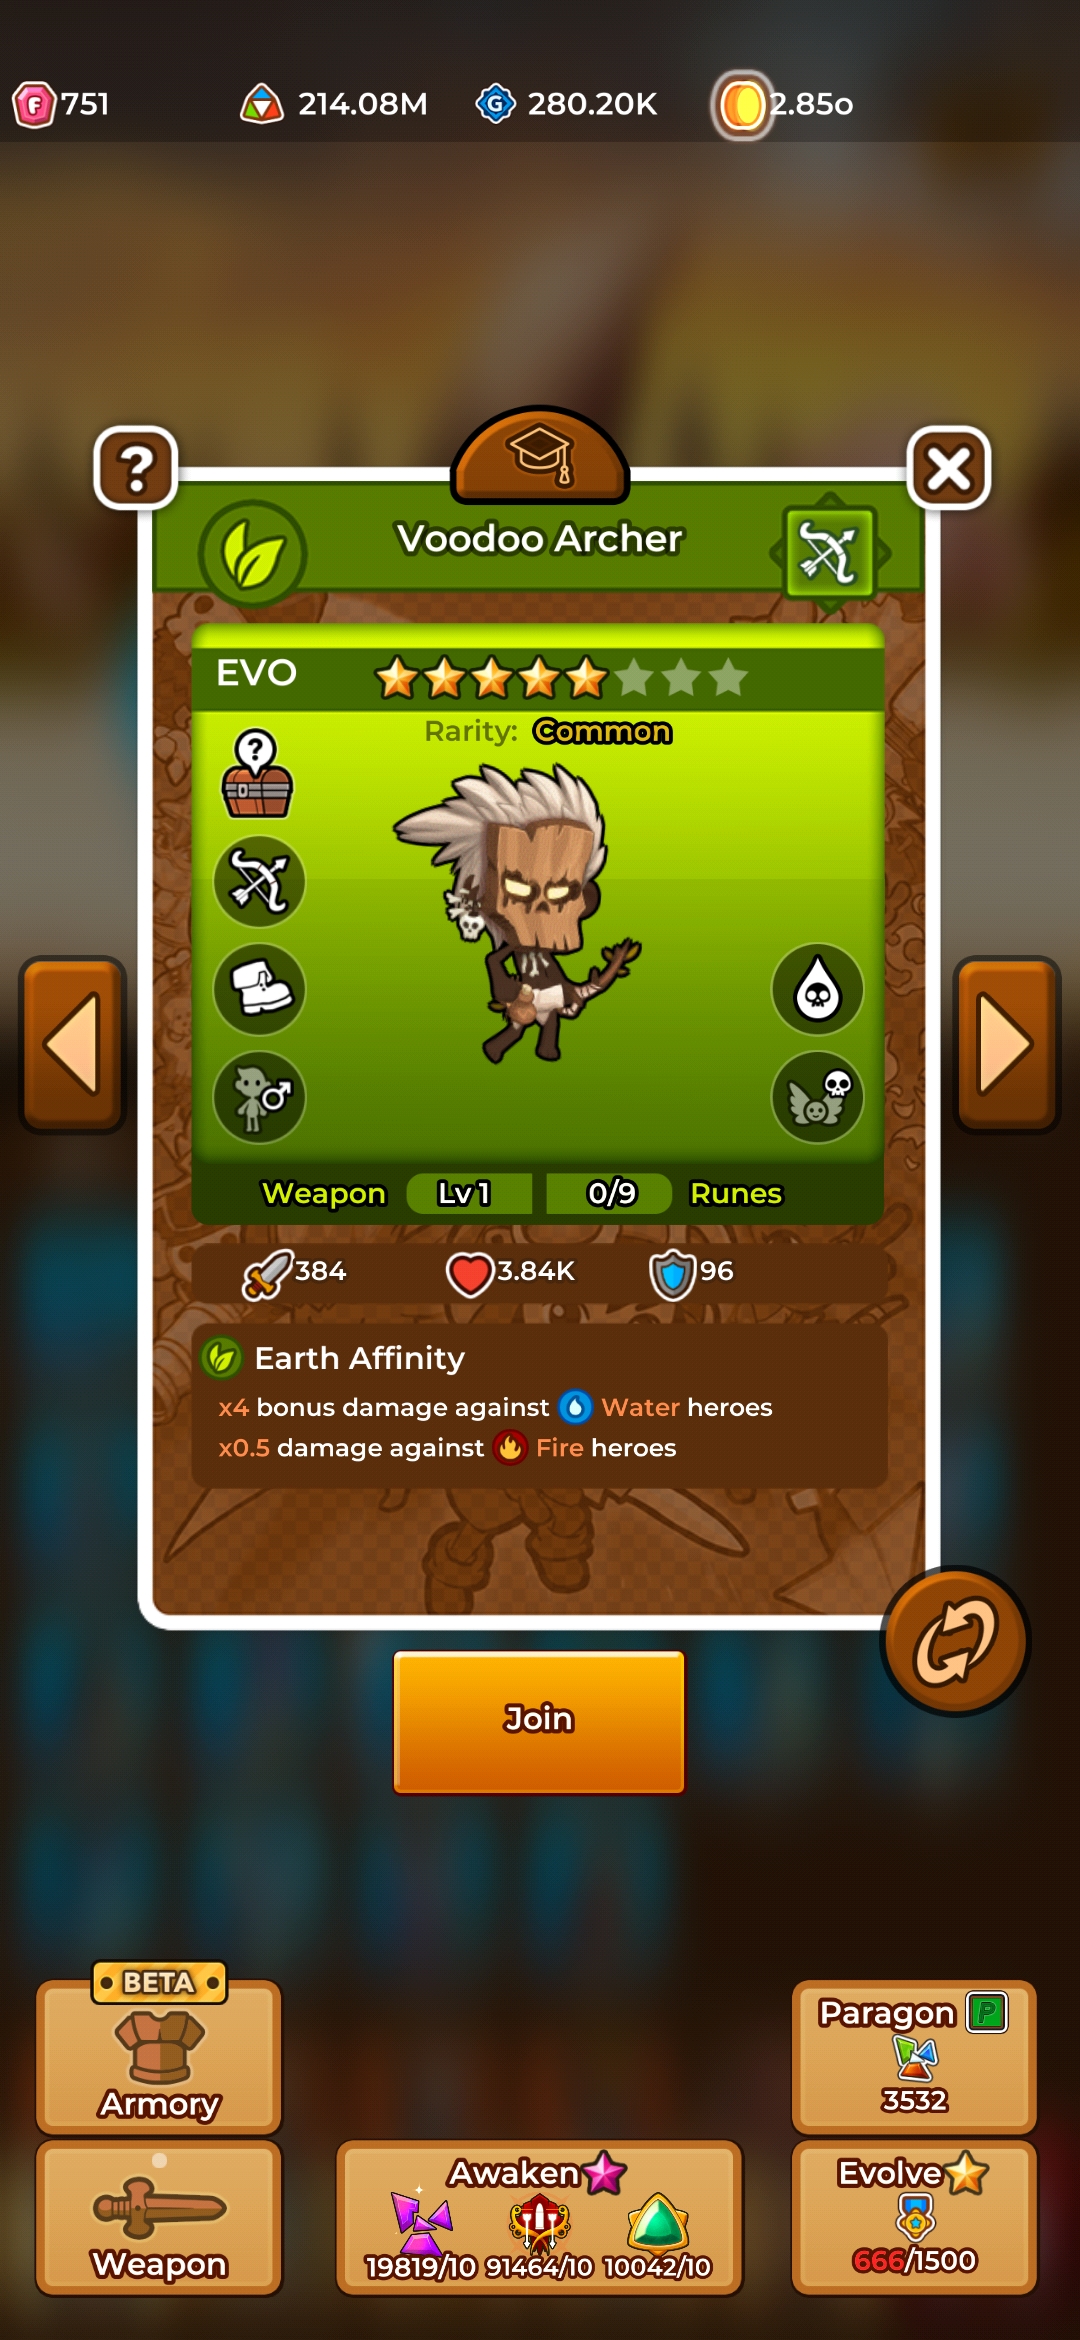 F 751 214.08M G 280.20K 2.85o
?
Voodoo Archer
EVO
Rarity: Common
?
Weapon Lv 1 0/9 Runes
384 3.84K 96
Earth Affinity
x4 bonus damage against Water heroes
x0.5 damage against Fire heroes
Join
BETA
Armory
Paragon P
3532
Weapon
Awaken
19819/10 91464/10 10042/10
Evolve
666/1500